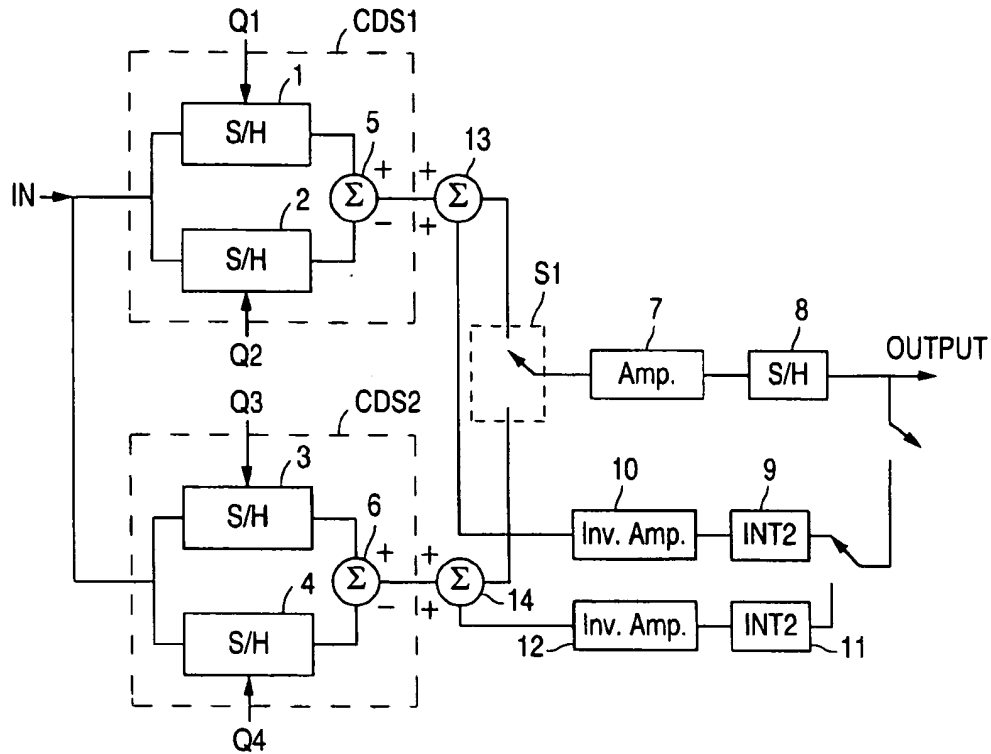 Q1
CDS1
1
S/H
5
+
+
13
IN
Σ
Σ
2
−
+
S/H
S1
Q2
7
8
OUTPUT
Amp.
S/H
Q3
CDS2
3
S/H
10
9
6
Inv. Amp.
INT2
+
+
4
Σ
Σ
−
+
14
S/H
Inv. Amp.
INT2
12
11
Q4